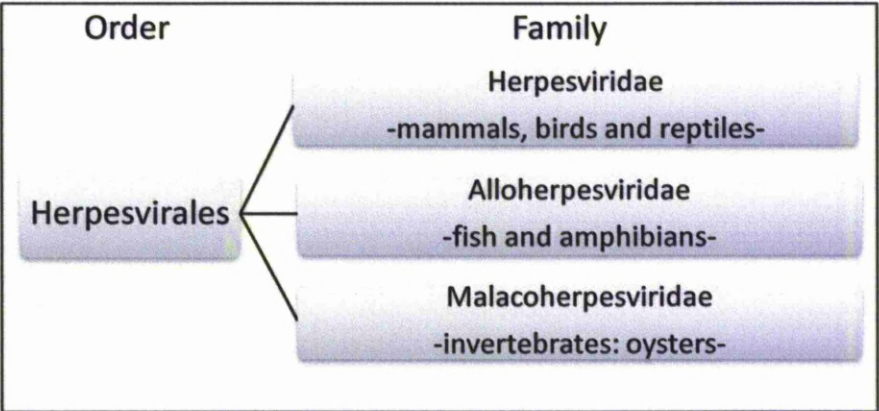 Order Family
Herpesviridae
-mammals, birds and reptiles-
Herpesvirales
Alloherpesviridae
-fish and amphibians-
Malacoherpesviridae
-invertebrates: oysters-